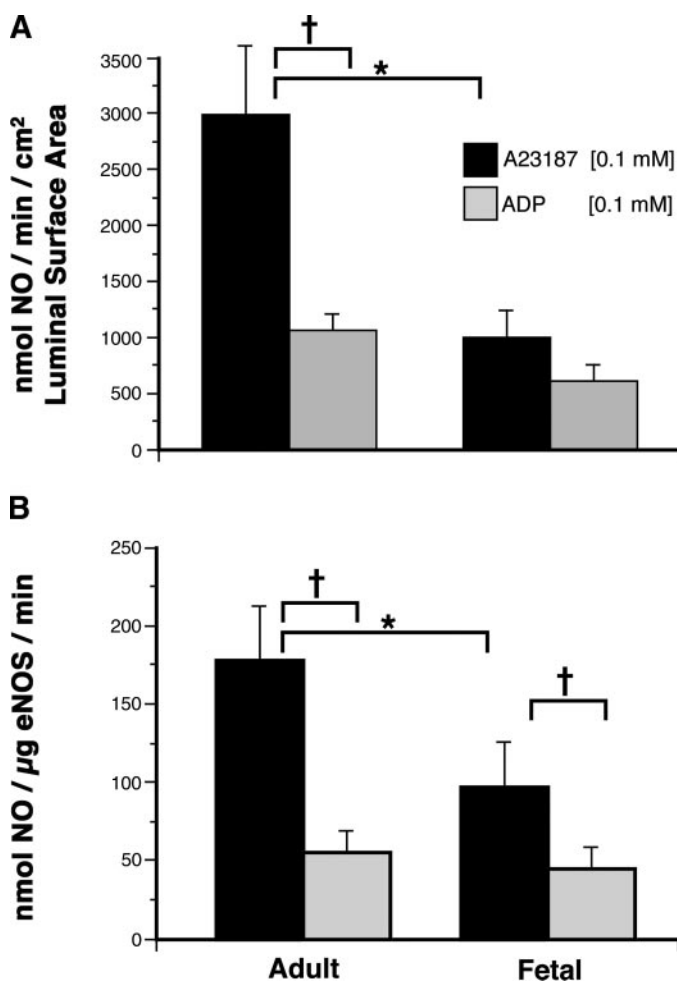 A
†
*
3500
3000
2500
2000
1500
1000
500
0
nmol NO / min / cm²
Luminal Surface Area
A23187 [0.1 mM]
ADP [0.1 mM]
B
†
*
†
250
200
150
100
50
0
nmol NO / µg eNOS / min
Adult
Fetal